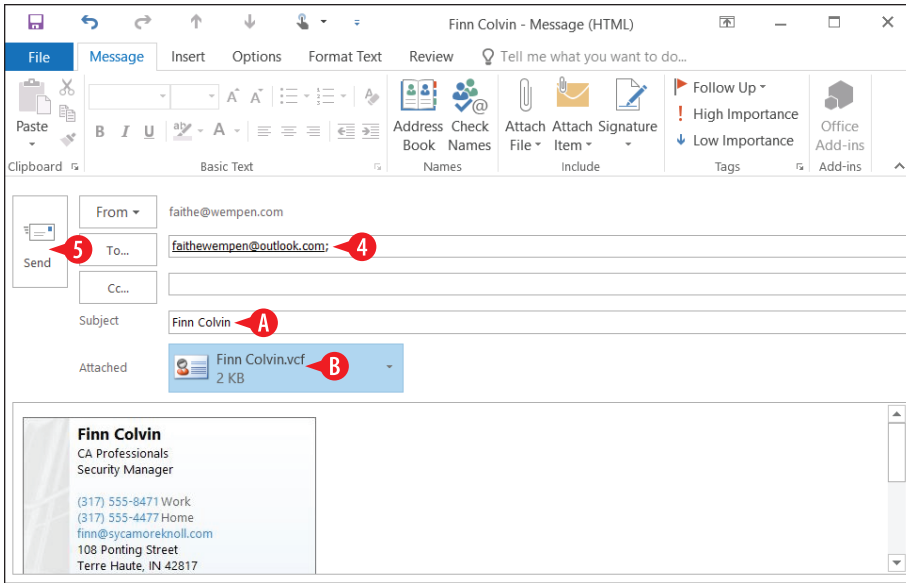 Finn Colvin - Message (HTML)
File Message Insert Options Format Text Review Tell me what you want to do...
Paste
Clipboard
B I U
A A
aby A
Basic Text
Address Book
Check Names
Names
Attach File
Attach Item
Signature
Include
Follow Up
High Importance
Low Importance
Tags
Office Add-ins
Add-ins
Send
5
From faithe@wempen.com
To... faithewempen@outlook.com; 4
Cc...
Subject Finn Colvin A
Attached Finn Colvin.vcf B
2 KB
Finn Colvin
CA Professionals
Security Manager
(317) 555-8471 Work
(317) 555-4477 Home
finn@sycamoreknoll.com
108 Ponting Street
Terre Haute, IN 42817